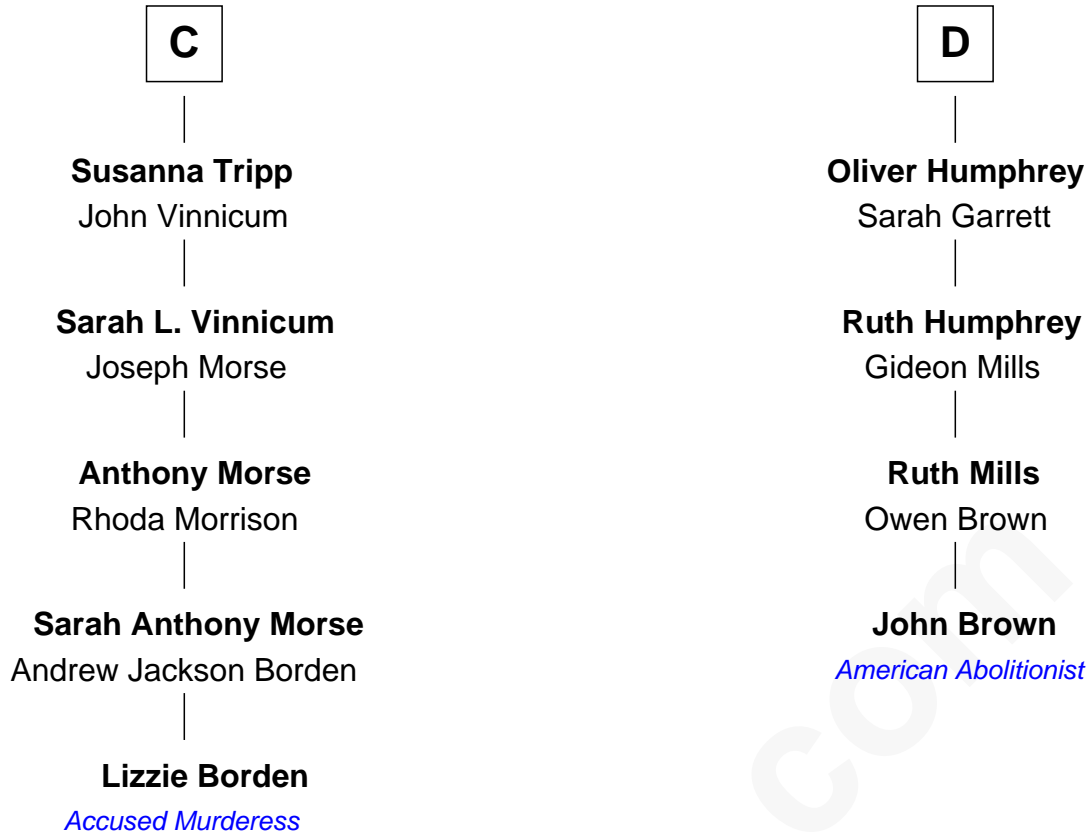 C
Susanna Tripp
John Vinnicum
Sarah L. Vinnicum
Joseph Morse
Anthony Morse
Rhoda Morrison
Sarah Anthony Morse
Andrew Jackson Borden
Lizzie Borden
Accused Murderess
D
Oliver Humphrey
Sarah Garrett
Ruth Humphrey
Gideon Mills
Ruth Mills
Owen Brown
John Brown
American Abolitionist
com